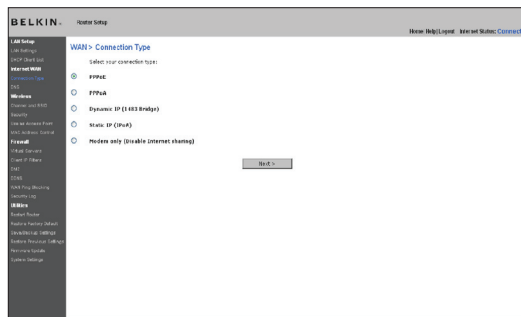 BELKIN. Router Setup
Home Help|Logout Internet Status: Connect
LAN Setup
LAN Settings
DHCP Client List
Internet WAN
Connection Type
DNS
Wireless
Channel and SSID
Security
Use as Access Point
MAC Address Control
Firewall
Virtual Servers
Client IP Filters
DMZ
DDNS
WAN Ping Blocking
Security Log
Utilities
Restart Router
Restore Factory Default
Save/Backup Settings
Restore Previous Settings
Firmware Update
System Settings
WAN > Connection Type
Select your connection type:
PPPoE
PPPoA
Dynamic IP (1483 Bridge)
Static IP (IPoA)
Modem only (Disable Internet sharing)
Next >